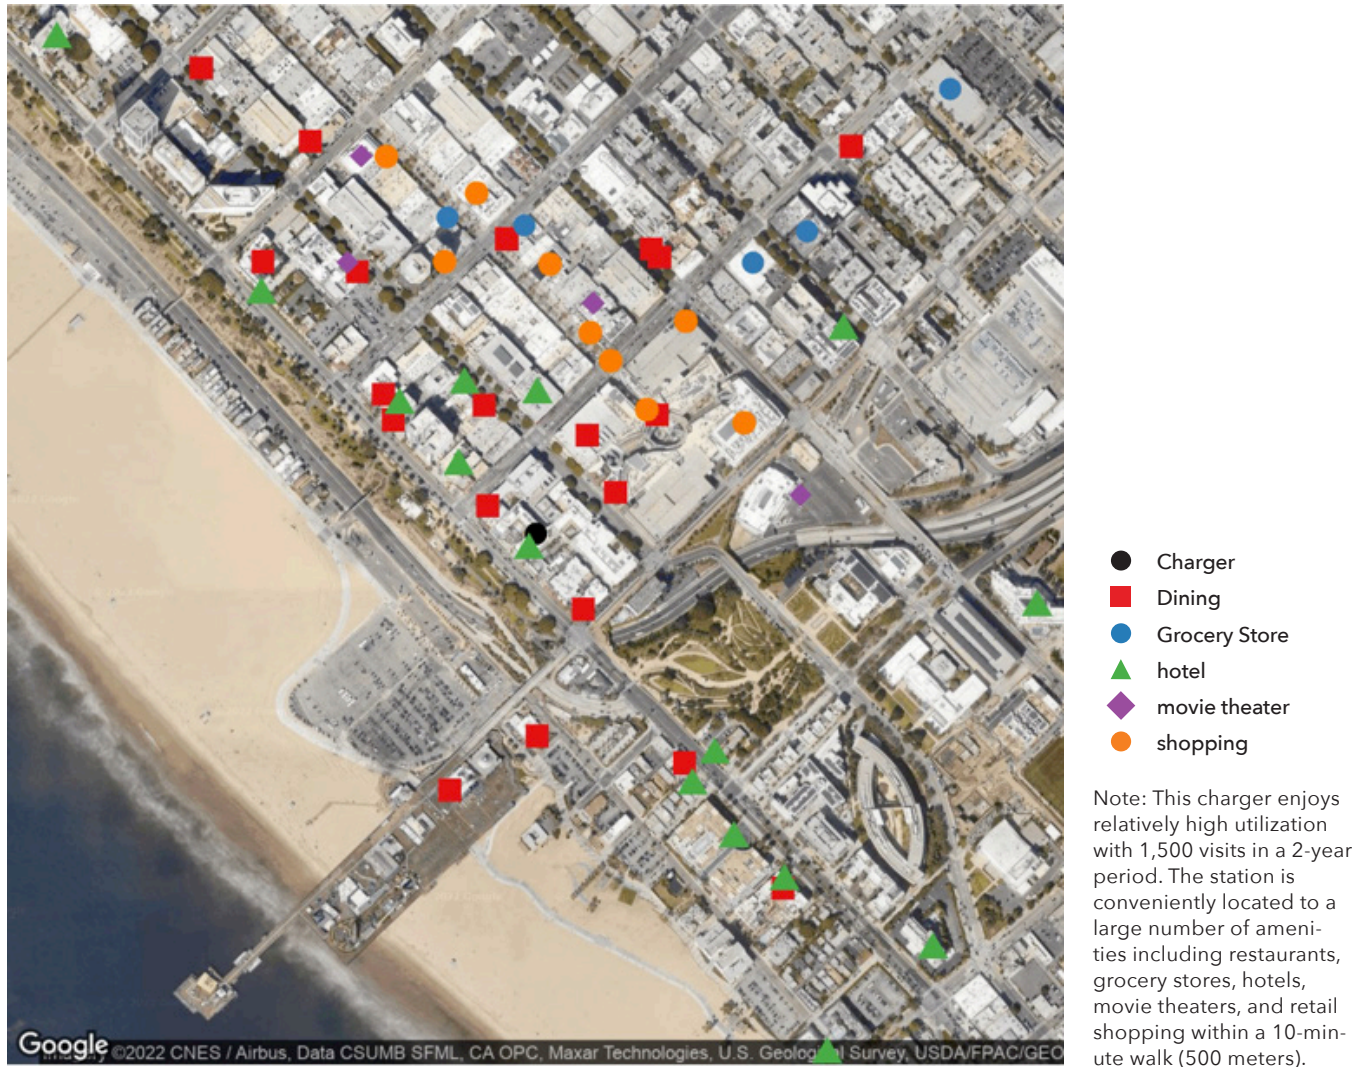 Charger
Dining
Grocery Store
hotel
movie theater
shopping
Note: This charger enjoys
relatively high utilization
with 1,500 visits in a 2-year
period. The station is
conveniently located to a
large number of ameni-
ties including restaurants,
grocery stores, hotels,
movie theaters, and retail
shopping within a 10-min-
ute walk (500 meters).
Google
©2022 CNES / Airbus, Data CSUMB SFML, CA OPC, Maxar Technologies, U.S. Geological Survey, USDA/FPAC/GEO